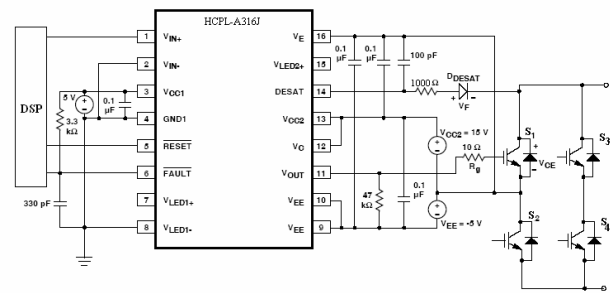 HCPL-A316J
DSP
1 VIN+
2 VIN-
3 VCC1
4 GND1
5 RESET
6 FAULT
7 VLED1+
8 VLED1-
VE 16
VLED2+ 15
DESAT 14
VCC2 13
VC 12
VOUT 11
VEE 10
VEE 9
5 V
+
-
0.1
µF
3.3
kΩ
330 pF
0.1
µF
0.1
µF
100 pF
1000 Ω
DDESAT
+ VF -
VCC2 = 15 V
+
-
10 Ω
Rg
47
kΩ
0.1
µF
+
-
VEE = -5 V
S1
+
VCE
-
S2
S3
S4